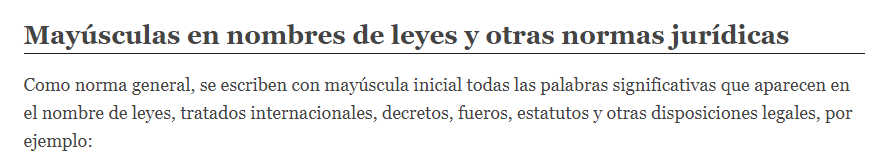 Mayúsculas en nombres de leyes y otras normas jurídicas
Como norma general, se escriben con mayúscula inicial todas las palabras significativas que aparecen en
el nombre de leyes, tratados internacionales, decretos, fueros, estatutos y otras disposiciones legales, por
ejemplo: